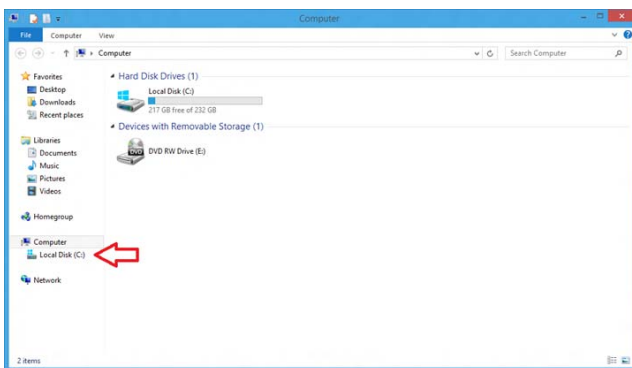 Computer
File Computer View
Computer
Search Computer
Favorites
Desktop
Downloads
Recent places
Libraries
Documents
Music
Pictures
Videos
Homegroup
Computer
Local Disk (C:)
Network
Hard Disk Drives (1)
Local Disk (C:)
217 GB free of 232 GB
Devices with Removable Storage (1)
DVD
DVD RW Drive (E:)
2 items